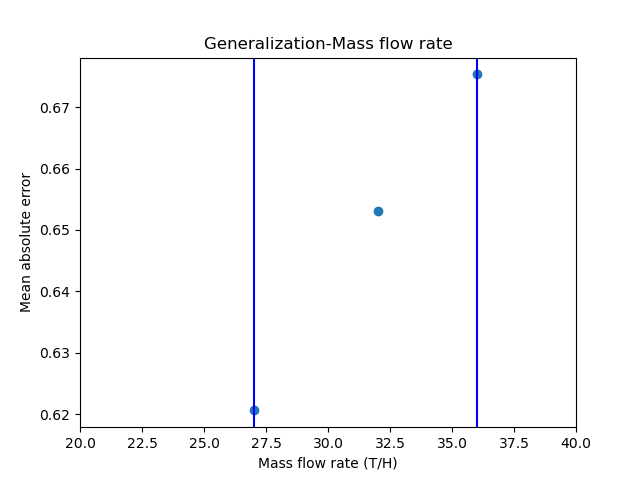 Generalization-Mass flow rate
Mean absolute error
0.67
0.66
0.65
0.64
0.63
0.62
20.0 22.5 25.0 27.5 30.0 32.5 35.0 37.5 40.0
Mass flow rate (T/H)